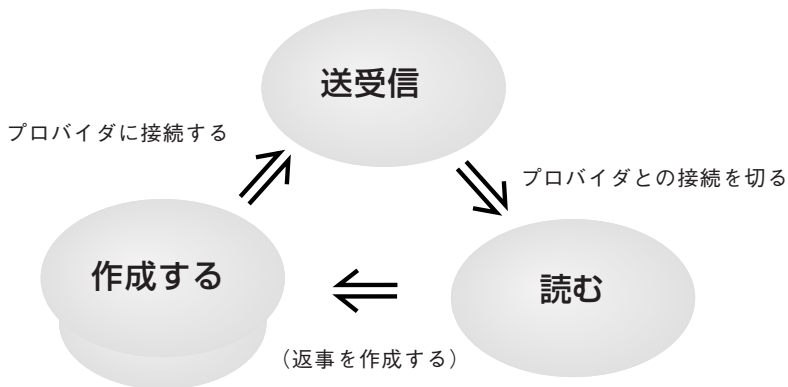 送受信
プロバイダに接続する
プロバイダとの接続を切る
作成する
読む
（返事を作成する）